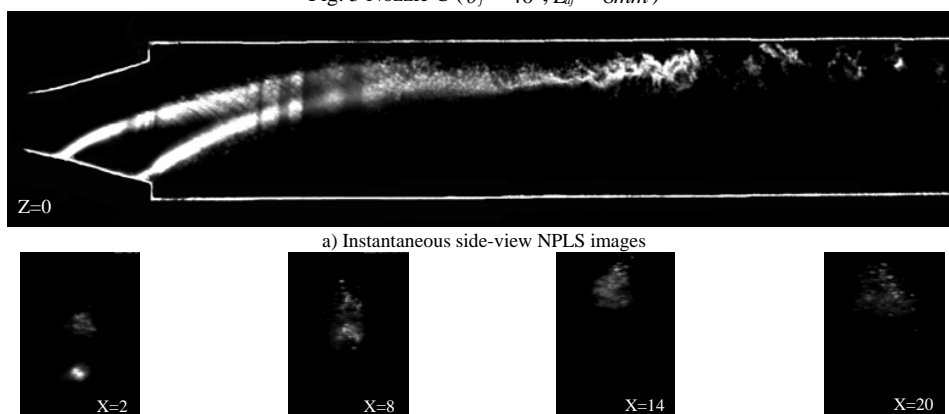 Z=0
a) Instantaneous side-view NPLS images
X=2
X=8
X=14
X=20